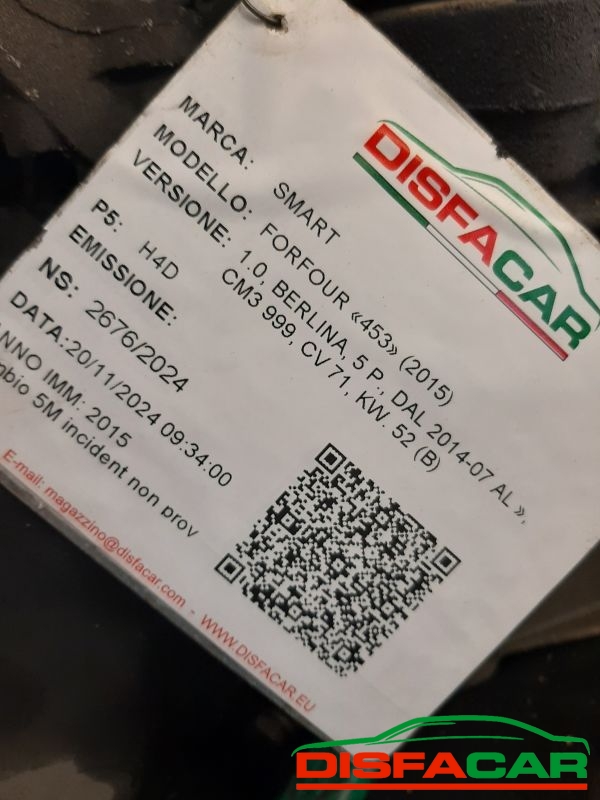 DISFACAR
MARCA: SMART
MODELLO: FORFOUR «453» (2015)
VERSIONE: 1.0, BERLINA, 5 P., DAL 2014-07 AL »,
CM3 999, CV 71, KW. 52 (B)
P5: H4D
EMISSIONE:
NS: 2676/2024
DATA:20/11/2024 09:34:00
ANNO IMM: 2015
5M incident non prov
E-mail: magazzino@disfacar.com - WWW.DISFACAR.EU
DISFACAR